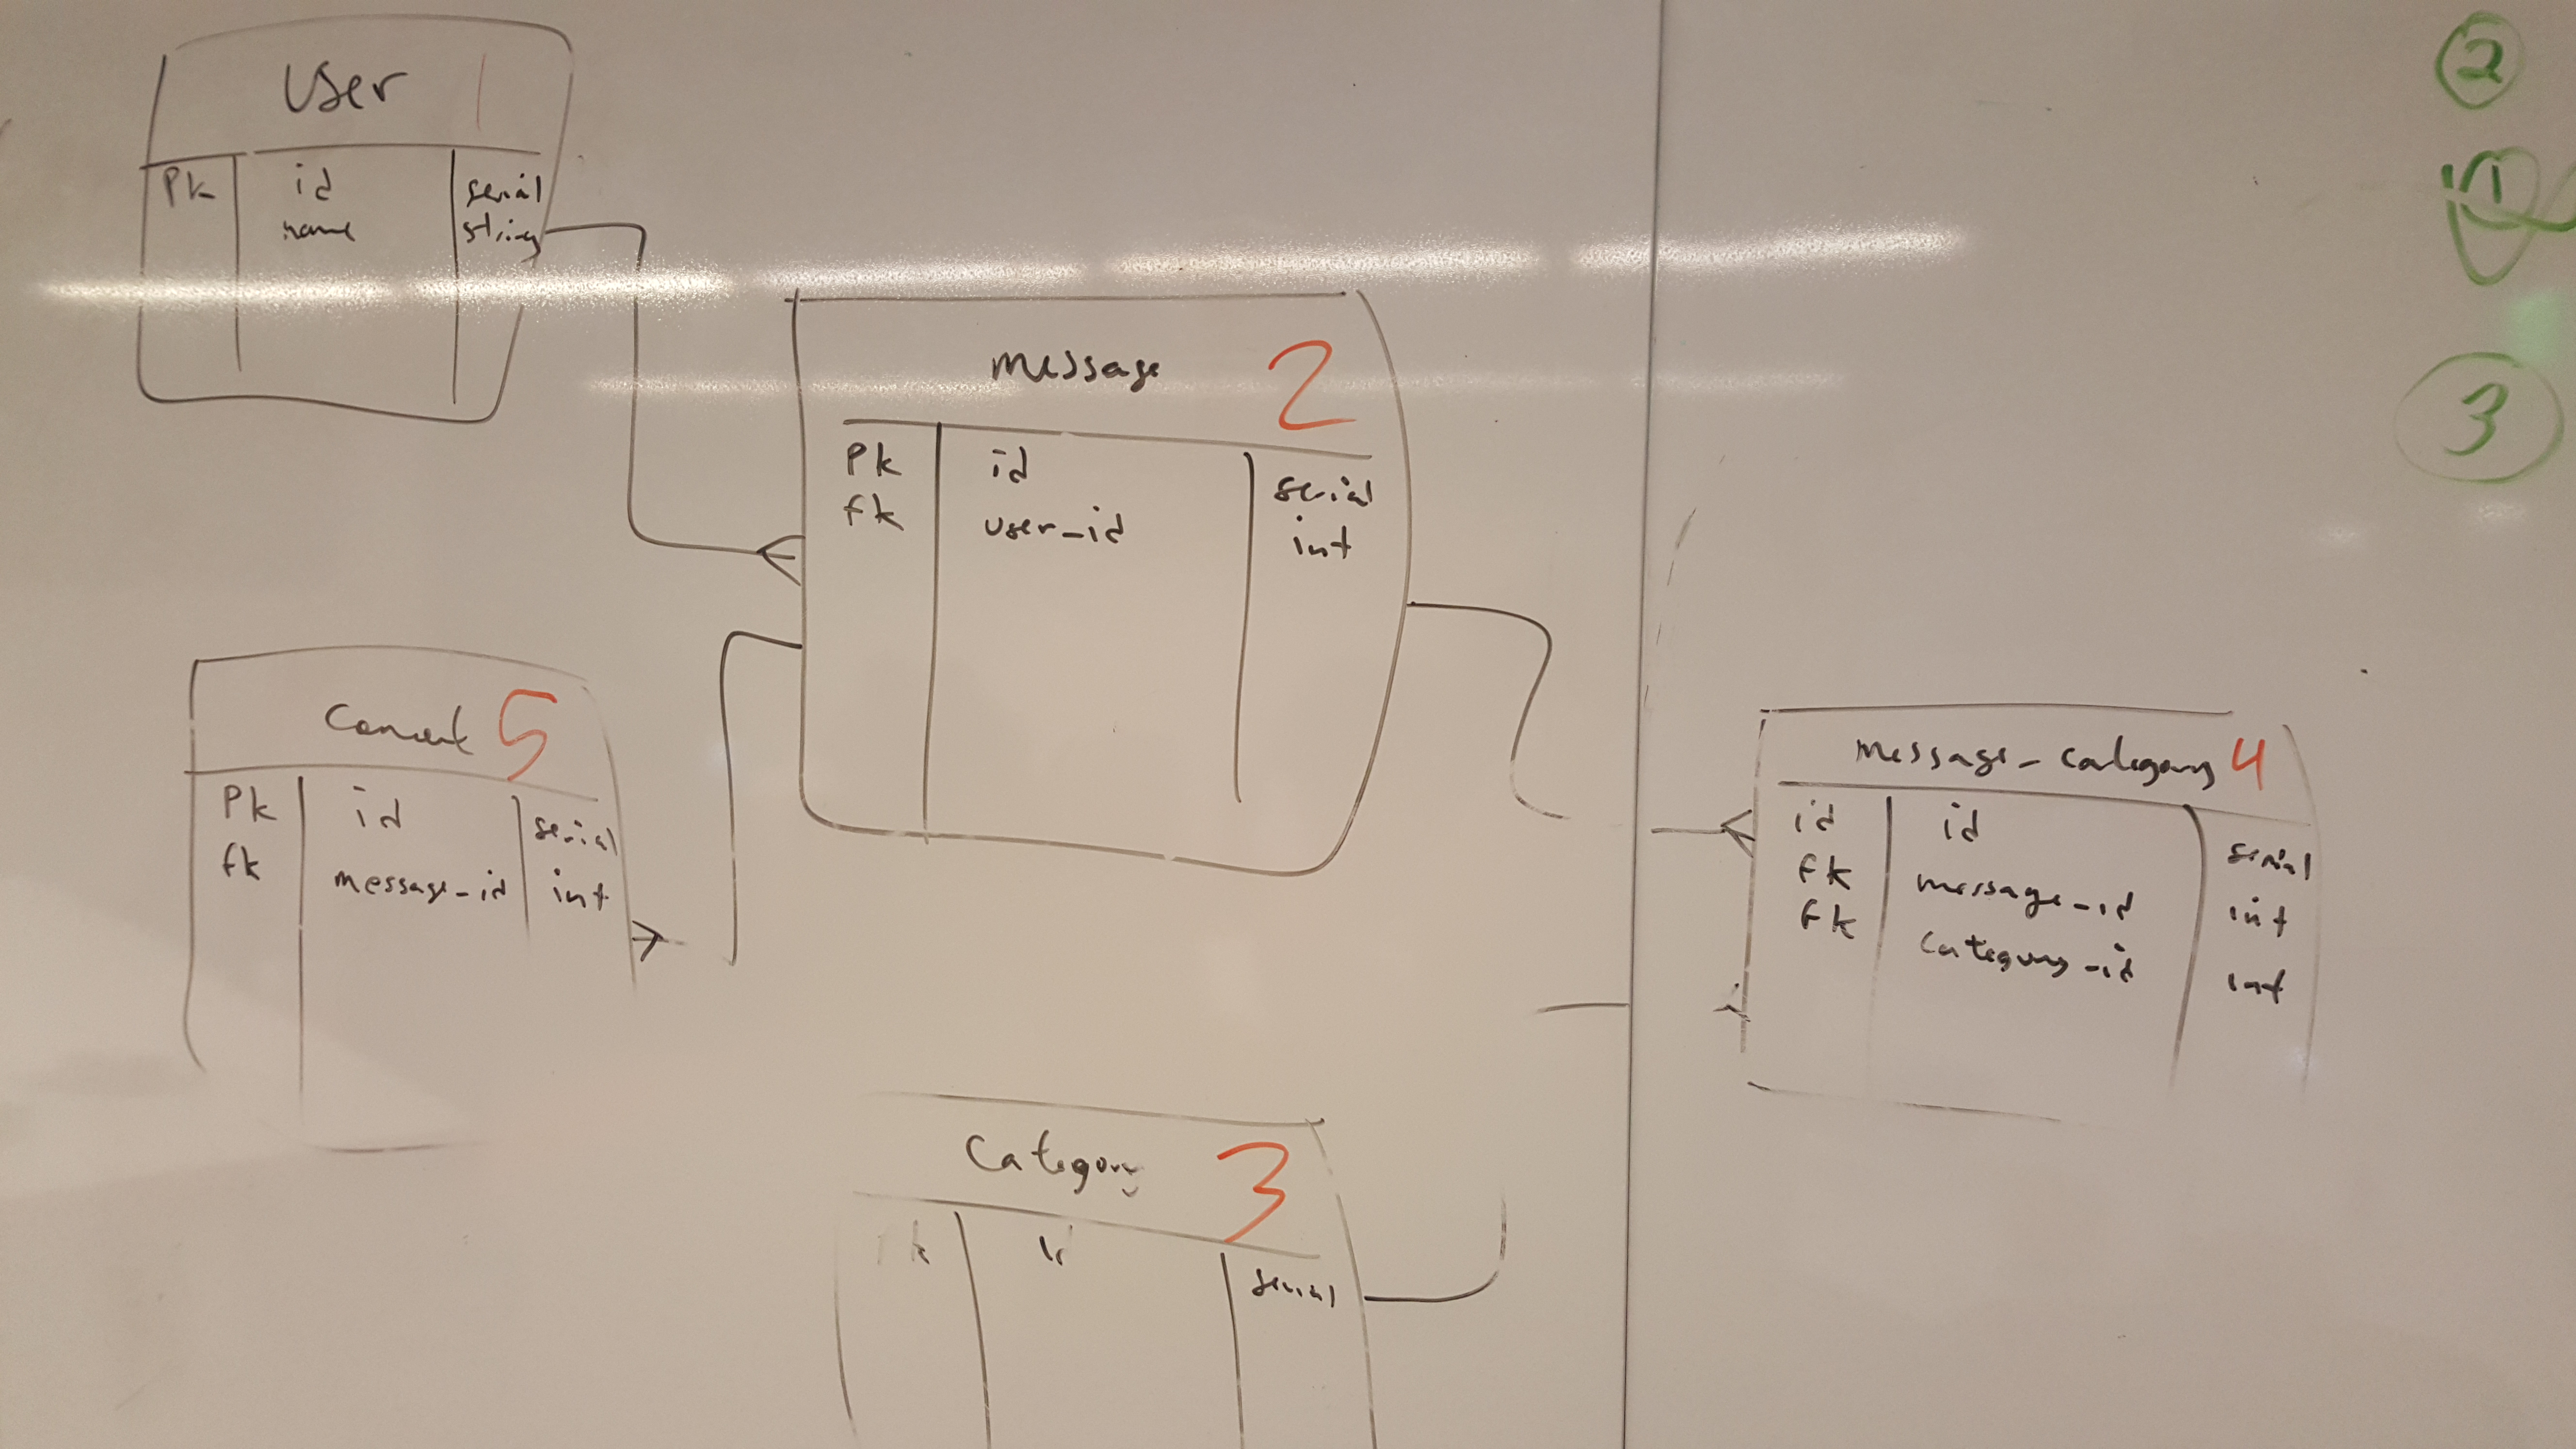 User 1
Pk id serial
name string
message 2
Pk id serial
fk user_id int
Coment 5
Pk id serial
fk message_id int
message_category 4
id id serial
fk message_id int
fk category_id int
Category 3
k id serial
2
1
3